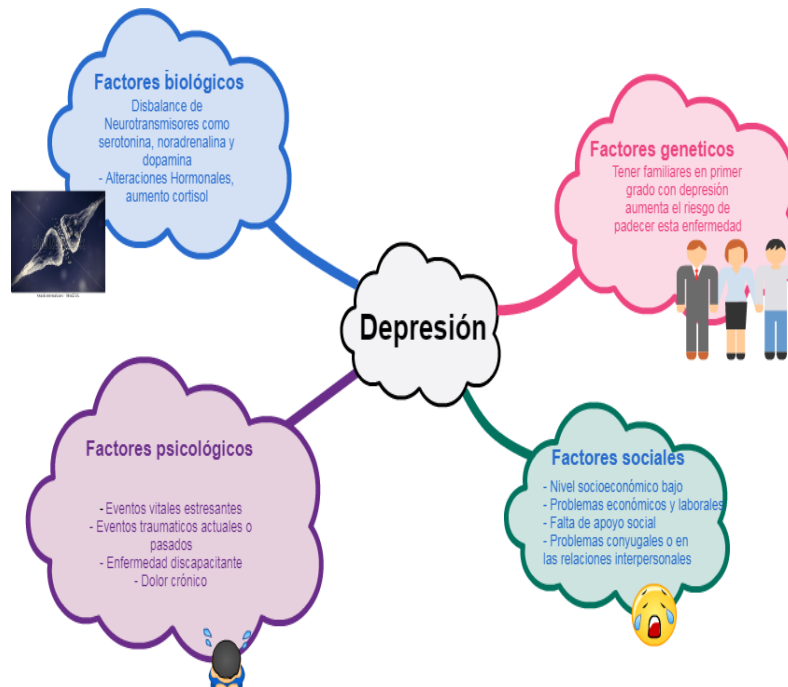 Factores biológicos
Disbalance de
Neurotransmisores como
serotonina, noradrenalina y
dopamina
- Alteraciones Hormonales,
aumento cortisol
Factores geneticos
Tener familiares en primer
grado con depresión
aumenta el riesgo de
padecer esta enfermedad
Depresión
Factores psicológicos
- Eventos vitales estresantes
- Eventos traumaticos actuales o
pasados
- Enfermedad discapacitante
- Dolor crónico
Factores sociales
- Nivel socioeconómico bajo
- Problemas económicos y laborales
- Falta de apoyo social
- Problemas conyugales o en
las relaciones interpersonales